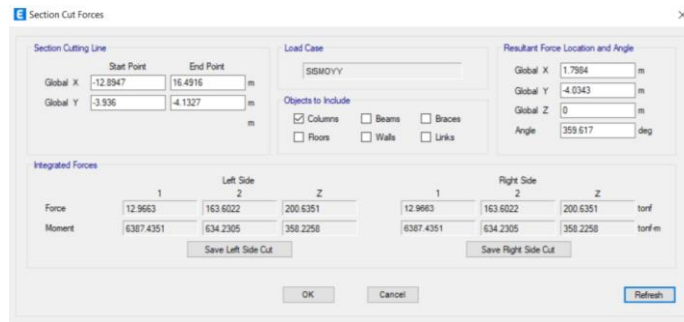 E Section Cut Forces
Section Cutting Line
Start Point End Point
Global X -12.8947 16.4916 m
Global Y -3.936 -4.1327 m
m
Load Case
SISMOYY
Objects to Include
Columns Beams Braces
Floors Walls Links
Resultant Force Location and Angle
Global X 1.7984 m
Global Y -4.0343 m
Global Z 0 m
Angle 359.617 deg
Integrated Forces
Left Side Right Side
1 2 Z 1 2 Z
Force 12.9663 163.6022 200.6351 12.9663 163.6022 200.6351 tonf
Moment 6387.4351 634.2305 358.2258 6387.4351 634.2305 358.2258 tonf-m
Save Left Side Cut Save Right Side Cut
OK Cancel Refresh